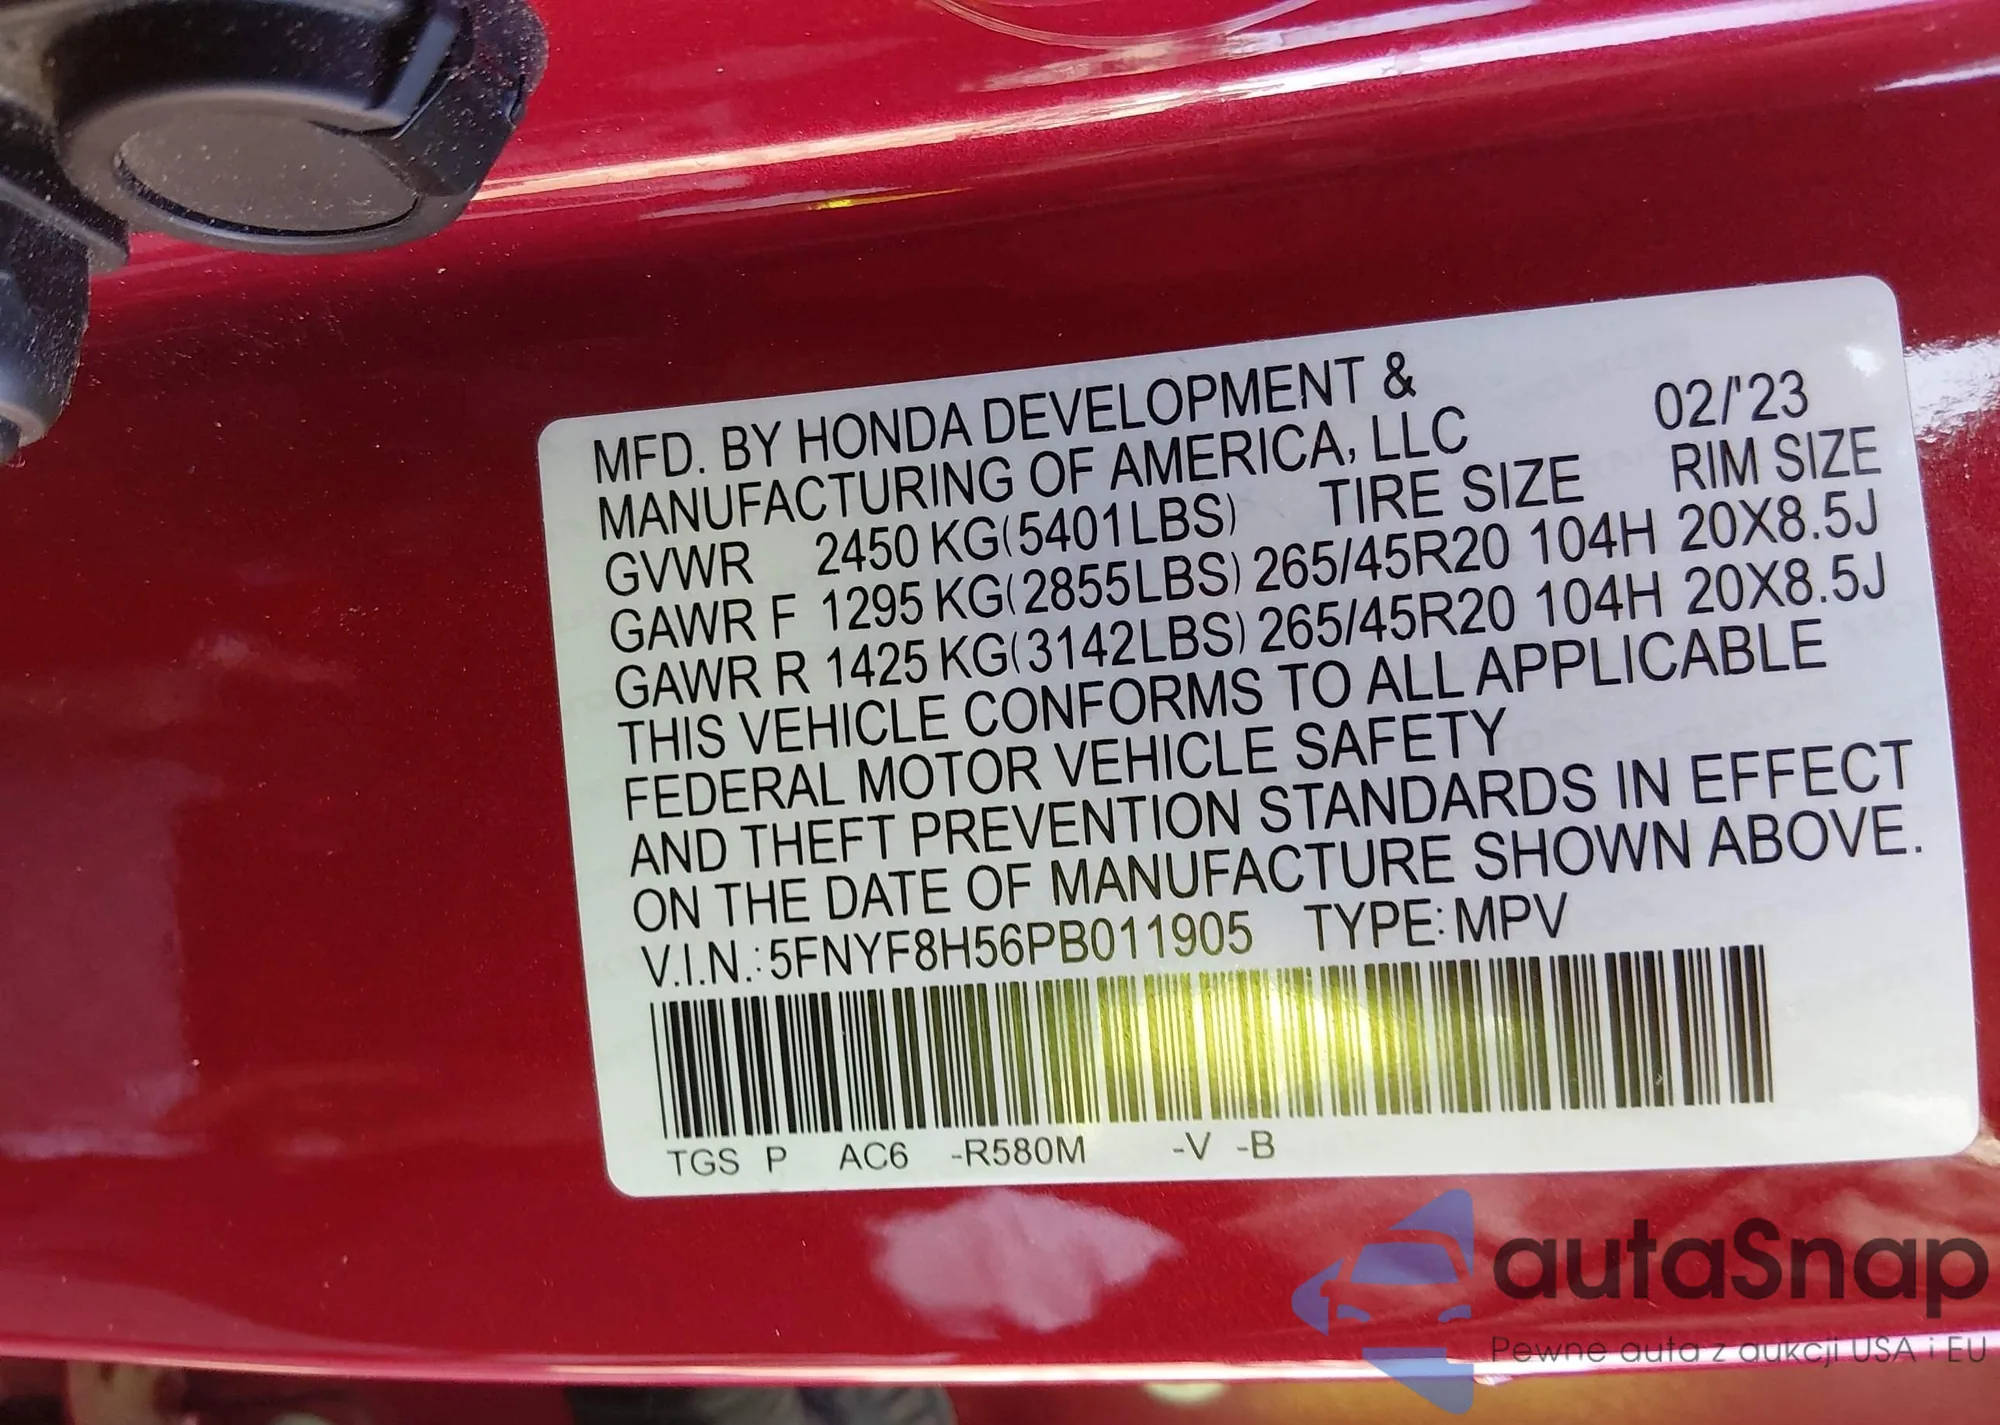 MFD. BY HONDA DEVELOPMENT &
MANUFACTURING OF AMERICA, LLC 02/'23
GVWR 2450 KG(5401LBS) TIRE SIZE RIM SIZE
GAWR F 1295 KG(2855LBS) 265/45R20 104H 20X8.5J
GAWR R 1425 KG(3142LBS) 265/45R20 104H 20X8.5J
THIS VEHICLE CONFORMS TO ALL APPLICABLE
FEDERAL MOTOR VEHICLE SAFETY
AND THEFT PREVENTION STANDARDS IN EFFECT
ON THE DATE OF MANUFACTURE SHOWN ABOVE.
V.I.N.: 5FNYF8H56PB011905 TYPE: MPV
TGS P AC6 -R580M -V -B
autaSnap
Pewne auta z aukcji USA i EU